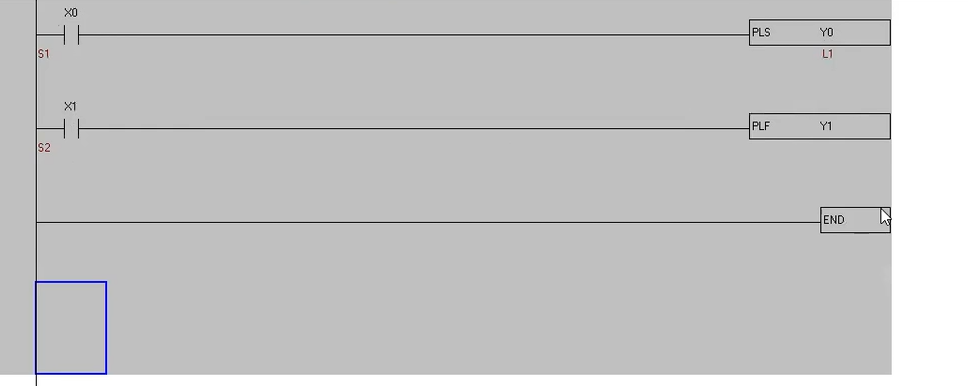 X0
PLS Y0
S1 L1
X1
PLF Y1
S2
END